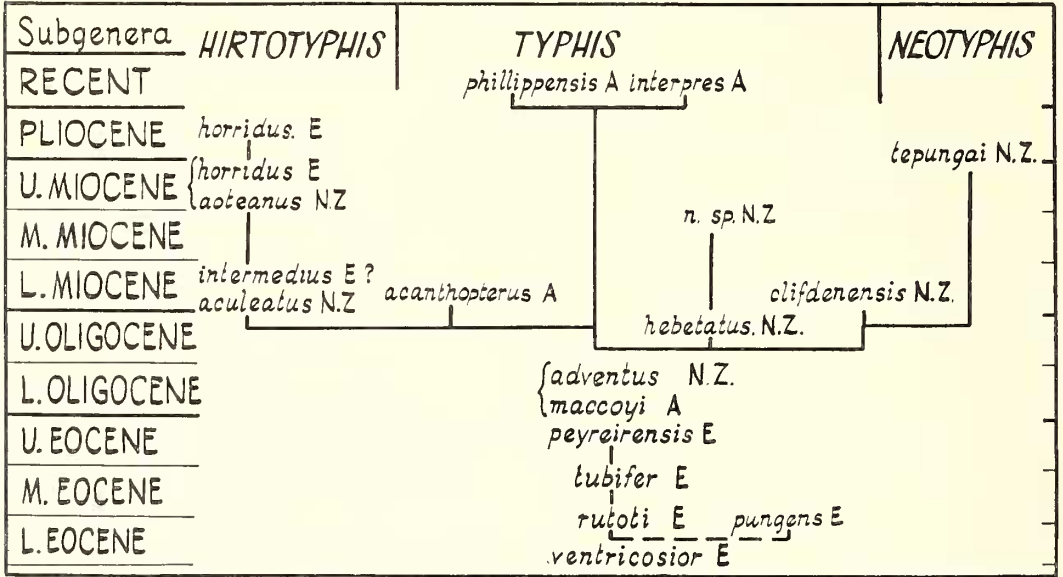 Subgenera HIRTOTYPHIS TYPHIS NEOTYPHIS
RECENT phillippensis A interpres A
PLIOCENE horridus. E
tepungai N.Z.
U. MIOCENE {horridus E
aoteanus N.Z
M. MIOCENE n. sp. N.Z
L. MIOCENE intermedius E ?
aculeatus N.Z acanthopterus A clifdenensis N.Z.
U. OLIGOCENE hebetatus. N.Z.
L. OLIGOCENE {adventus N.Z.
maccoyi A
U. EOCENE peyreirensis E
M. EOCENE tubifer E
rutoti E pungens E
L. EOCENE ventricosior E